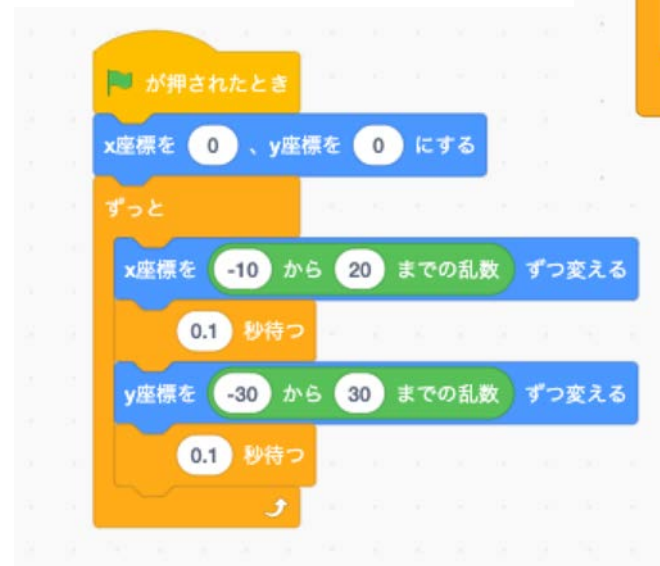 が押されたとき
x座標を 0 、y座標を 0 にする
ずっと
x座標を -10 から 20 までの乱数 ずつ変える
0.1 秒待つ
y座標を -30 から 30 までの乱数 ずつ変える
0.1 秒待つ